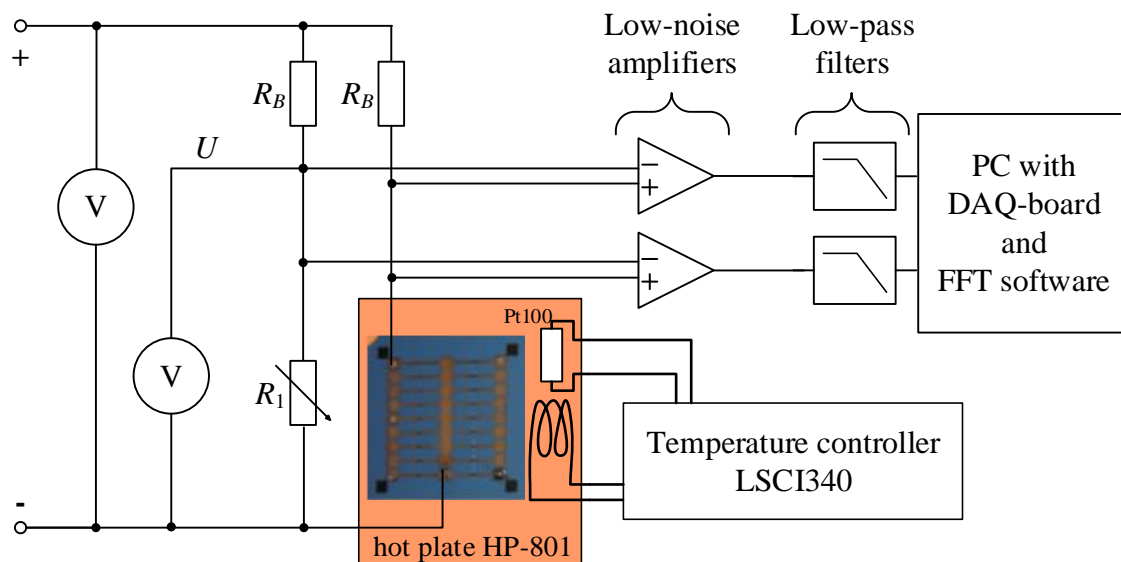 +
Low-noise
amplifiers
Low-pass
filters
R_B
R_B
U
V
V
−
+
−
+
PC with
DAQ-board
and
FFT software
Pt100
R_1
Temperature controller
LSCI340
-
hot plate HP-801